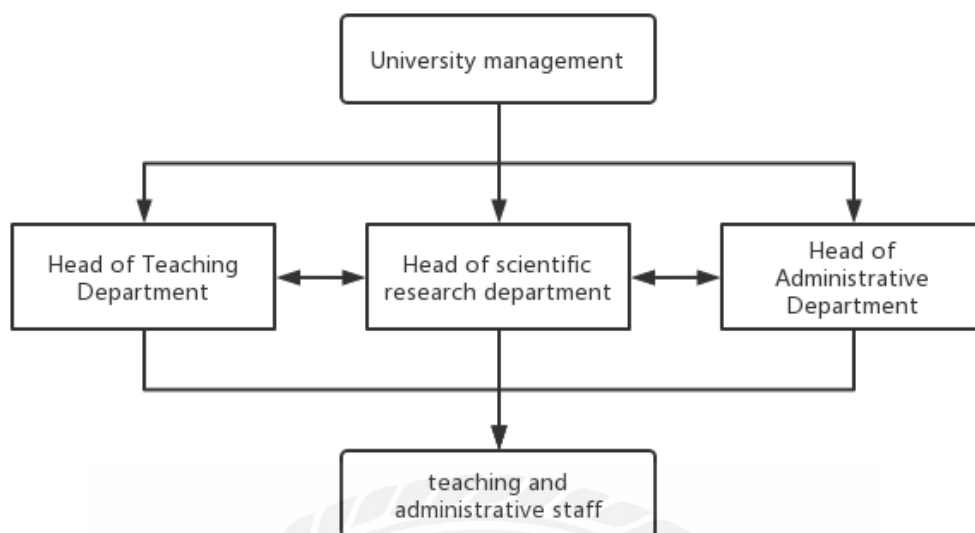 University management
Head of Teaching
Department
Head of scientific
research department
Head of
Administrative
Department
teaching and
administrative staff